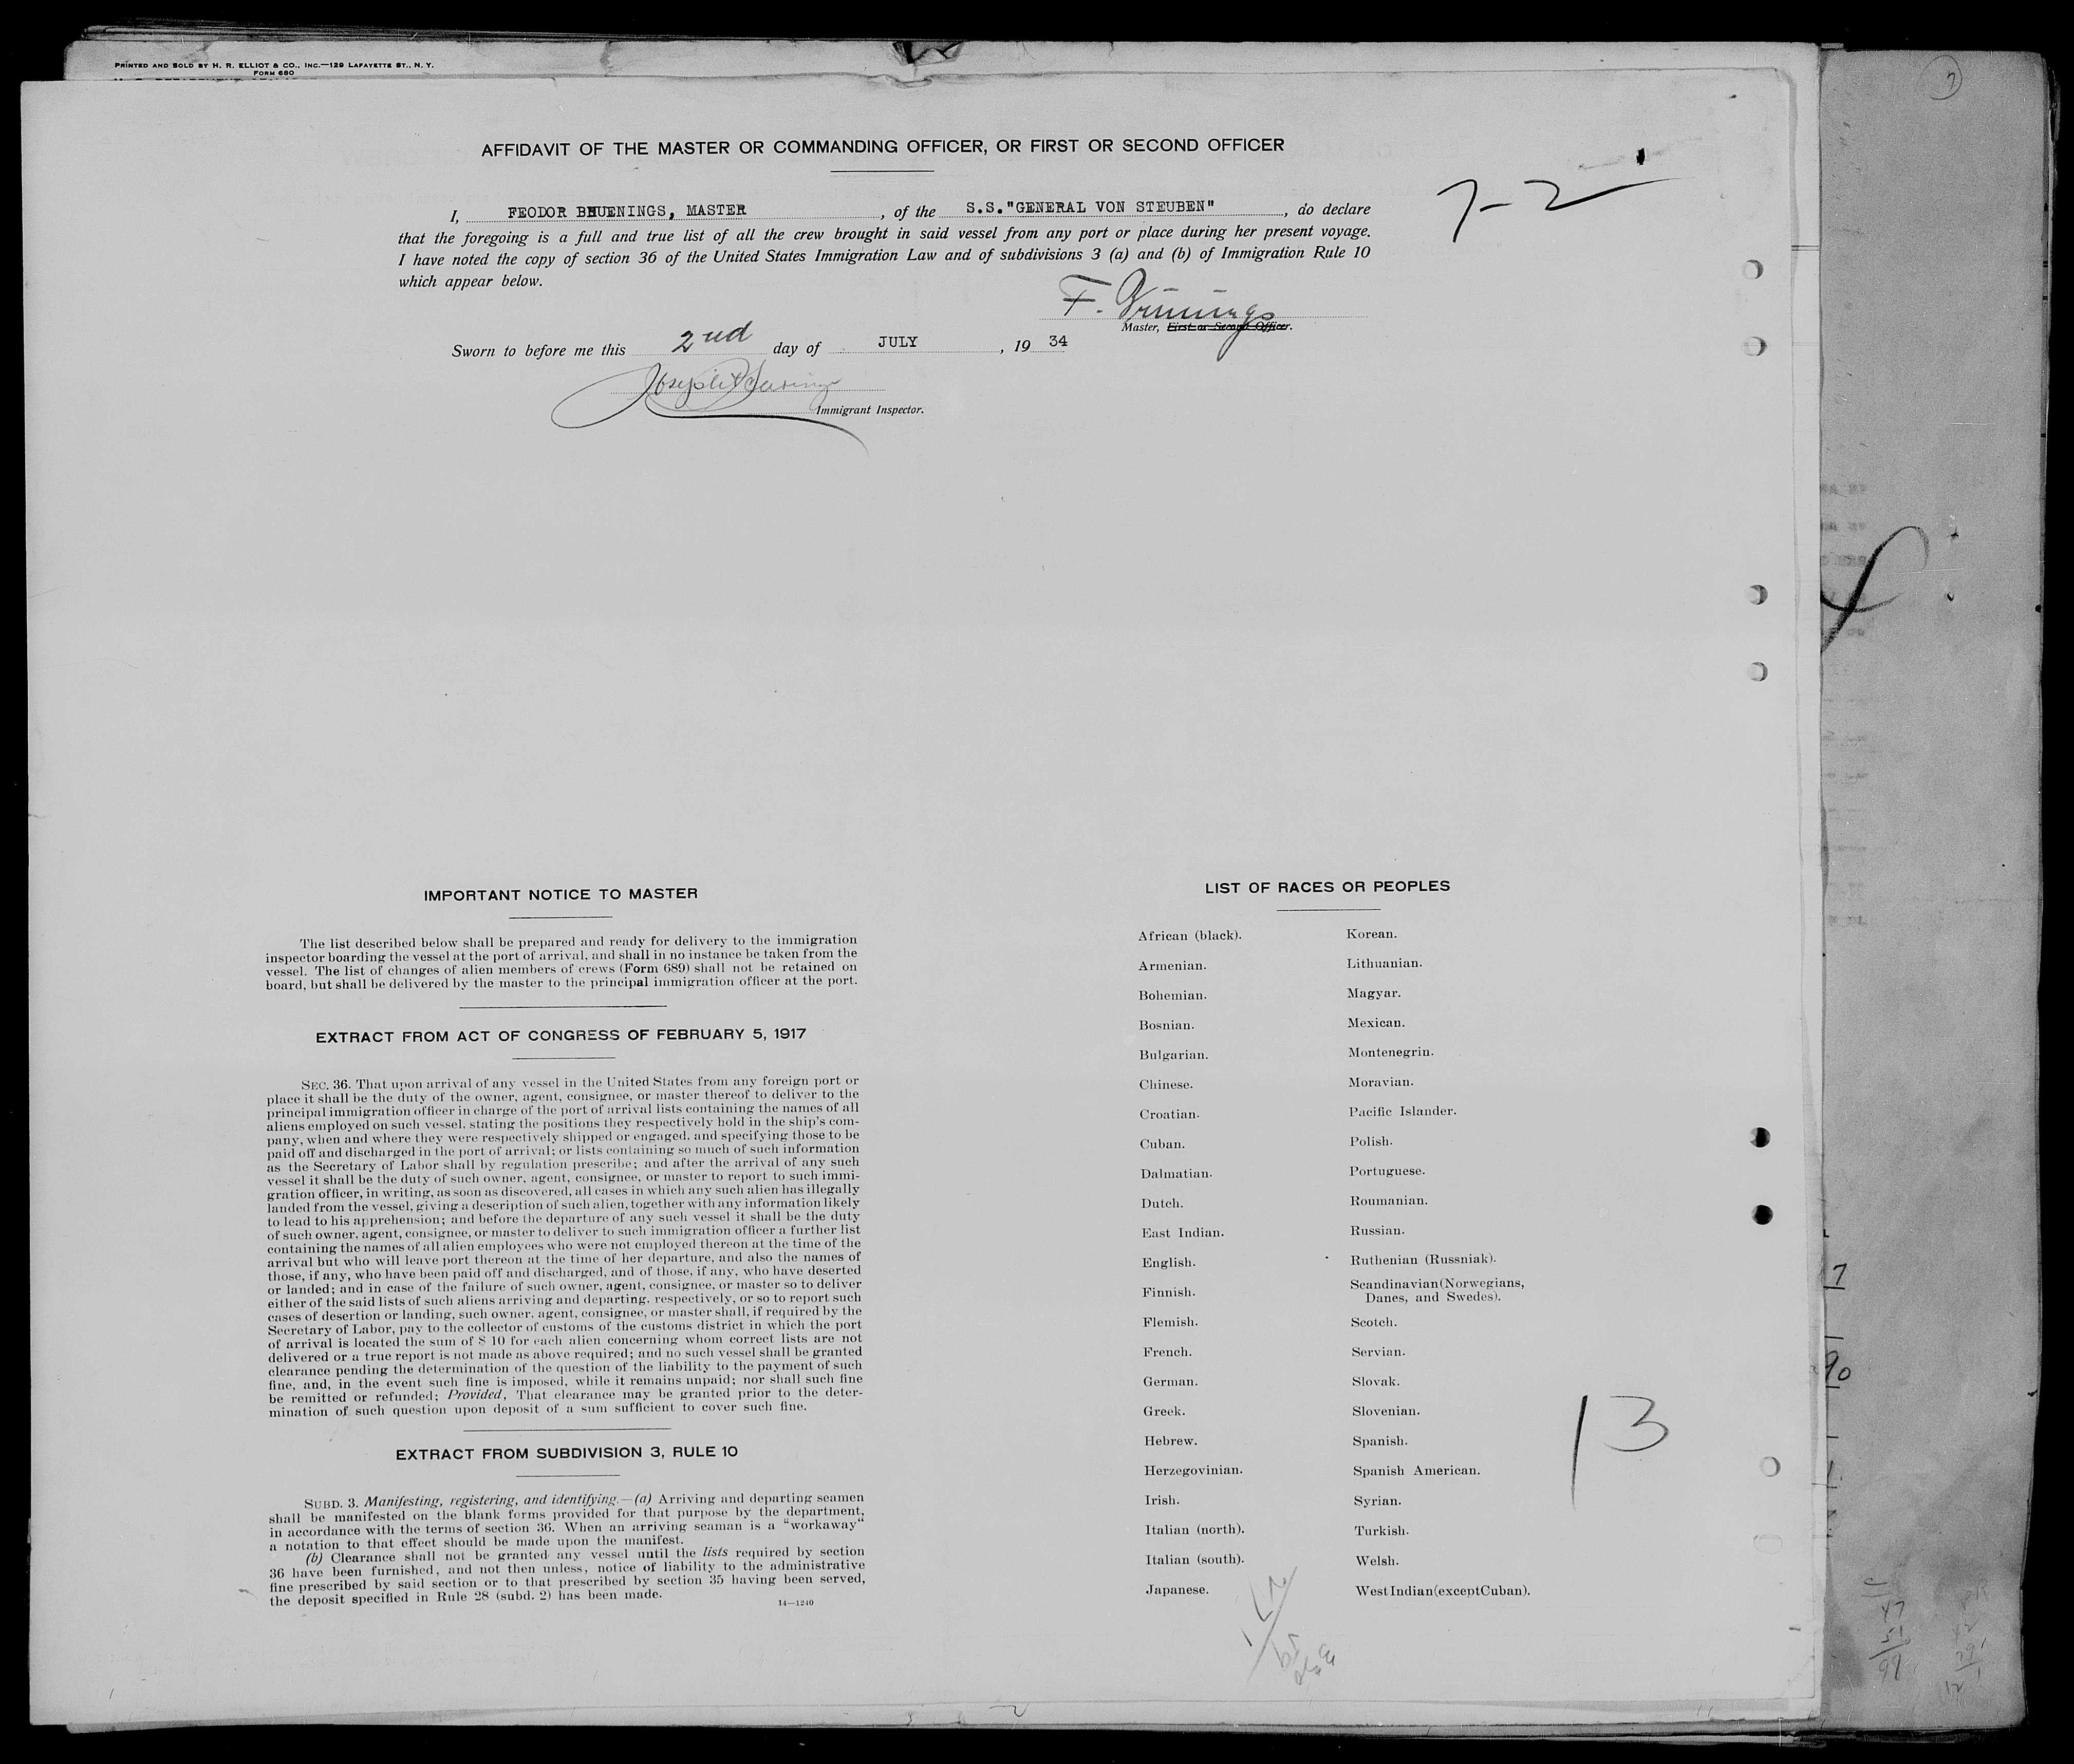 PRINTED AND SOLD BY H. R. ELLIOT & CO., INC.—129 LAFAYETTE ST., N. Y.
FORM 680
7
AFFIDAVIT OF THE MASTER OR COMMANDING OFFICER, OR FIRST OR SECOND OFFICER
7-2
I, FEODOR BRUENINGS, MASTER, of the S.S."GENERAL VON STEUBEN", do declare
that the foregoing is a full and true list of all the crew brought in said vessel from any port or place during her present voyage.
I have noted the copy of section 36 of the United States Immigration Law and of subdivisions 3 (a) and (b) of Immigration Rule 10
which appear below.
F. Brünings
Master, First or Second Officer.
Sworn to before me this 2nd day of JULY, 19 34
Immigrant Inspector.
IMPORTANT NOTICE TO MASTER
The list described below shall be prepared and ready for delivery to the immigration
inspector boarding the vessel at the port of arrival, and shall in no instance be taken from the
vessel. The list of changes of alien members of crews (Form 689) shall not be retained on
board, but shall be delivered by the master to the principal immigration officer at the port.
EXTRACT FROM ACT OF CONGRESS OF FEBRUARY 5, 1917
SEC. 36. That upon arrival of any vessel in the United States from any foreign port or
place it shall be the duty of the owner, agent, consignee, or master thereof to deliver to the
principal immigration officer in charge of the port of arrival lists containing the names of all
aliens employed on such vessel, stating the positions they respectively hold in the ship's com-
pany, when and where they were respectively shipped or engaged, and specifying those to be
paid off and discharged in the port of arrival; or lists containing so much of such information
as the Secretary of Labor shall by regulation prescribe; and after the arrival of any such
vessel it shall be the duty of such owner, agent, consignee, or master to report to such immi-
gration officer, in writing, as soon as discovered, all cases in which any such alien has illegally
landed from the vessel, giving a description of such alien, together with any information likely
to lead to his apprehension; and before the departure of any such vessel it shall be the duty
of such owner, agent, consignee, or master to deliver to such immigration officer a further list
containing the names of all alien employees who were not employed thereon at the time of the
arrival but who will leave port thereon at the time of her departure, and also the names of
those, if any, who have been paid off and discharged, and of those, if any, who have deserted
or landed; and in case of the failure of such owner, agent, consignee, or master so to deliver
either of the said lists of such aliens arriving and departing, respectively, or so to report such
cases of desertion or landing, such owner, agent, consignee, or master shall, if required by the
Secretary of Labor, pay to the collector of customs of the customs district in which the port
of arrival is located the sum of $ 10 for each alien concerning whom correct lists are not
delivered or a true report is not made as above required; and no such vessel shall be granted
clearance pending the determination of the question of the liability to the payment of such
fine, and, in the event such fine is imposed, while it remains unpaid; nor shall such fine
be remitted or refunded; Provided, That clearance may be granted prior to the deter-
mination of such question upon deposit of a sum sufficient to cover such fine.
EXTRACT FROM SUBDIVISION 3, RULE 10
SUBD. 3. Manifesting, registering, and identifying.—(a) Arriving and departing seamen
shall be manifested on the blank forms provided for that purpose by the department,
in accordance with the terms of section 36. When an arriving seaman is a "workaway"
a notation to that effect should be made upon the manifest.
(b) Clearance shall not be granted any vessel until the lists required by section
36 have been furnished, and not then unless, notice of liability to the administrative
fine prescribed by said section or to that prescribed by section 35 having been served,
the deposit specified in Rule 28 (subd. 2) has been made.
14—1240
LIST OF RACES OR PEOPLES
African (black).
Armenian.
Bohemian.
Bosnian.
Bulgarian.
Chinese.
Croatian.
Cuban.
Dalmatian.
Dutch.
East Indian.
English.
Finnish.
Flemish.
French.
German.
Greek.
Hebrew.
Herzegovinian.
Irish.
Italian (north).
Italian (south).
Japanese.
Korean.
Lithuanian.
Magyar.
Mexican.
Montenegrin.
Moravian.
Pacific Islander.
Polish.
Portuguese.
Roumanian.
Russian.
Ruthenian (Russniak).
Scandinavian (Norwegians,
Danes, and Swedes).
Scotch.
Servian.
Slovak.
Slovenian.
Spanish.
Spanish American.
Syrian.
Turkish.
Welsh.
West Indian (except Cuban).
13
7
90
47
51